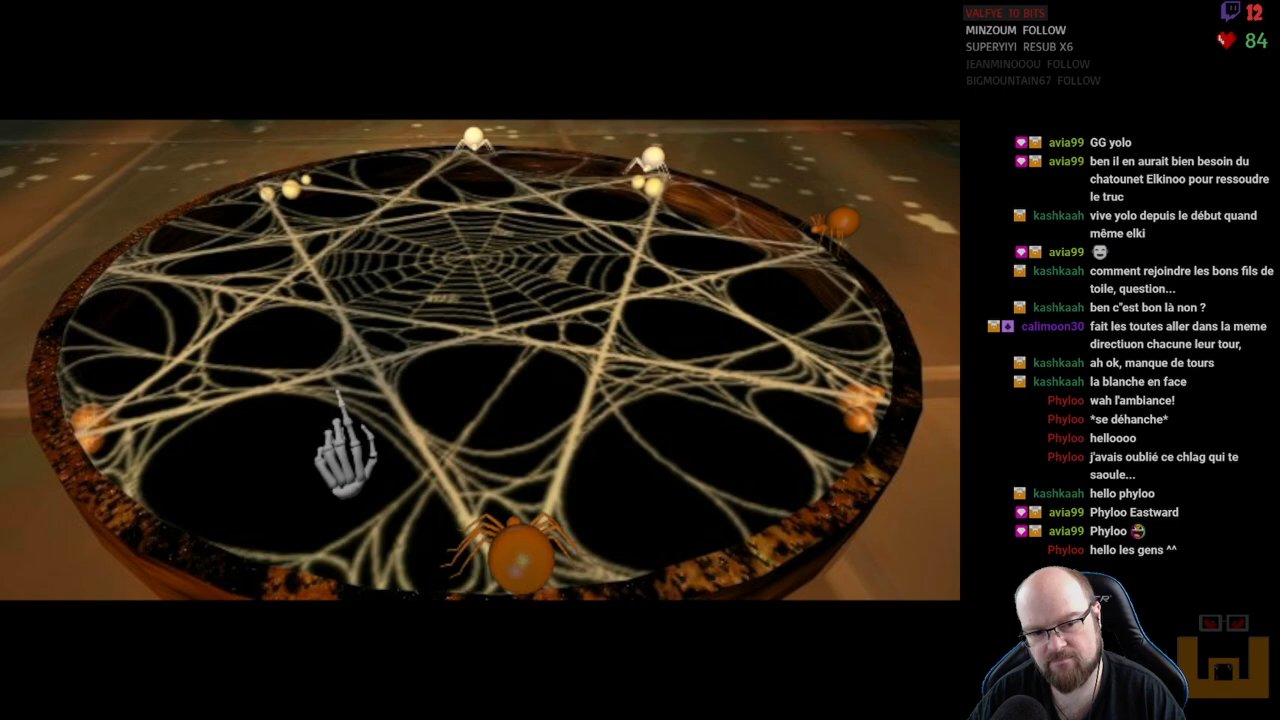 VALFYE 10 BITS
MINZOUM FOLLOW
SUPERYIYI RESUB X6
JEANMINOOOU FOLLOW
BIGMOUNTAIN67 FOLLOW
12
84
avia99 GG yolo
avia99 ben il en aurait bien besoin du
chatounet Elkinoo pour ressoudre
le truc
kashkaah vive yolo depuis le début quand
même elki
avia99
kashkaah comment rejoindre les bons fils de
toile, question...
kashkaah ben c"est bon là non ?
calimoon30 fait les toutes aller dans la meme
directiuon chacune leur tour,
kashkaah ah ok, manque de tours
kashkaah la blanche en face
Phyloo wah l'ambiance!
Phyloo *se déhanche*
Phyloo helloooo
Phyloo j'avais oublié ce chlag qui te
saoule...
kashkaah hello phyloo
avia99 Phyloo Eastward
avia99 Phyloo
Phyloo hello les gens ^^